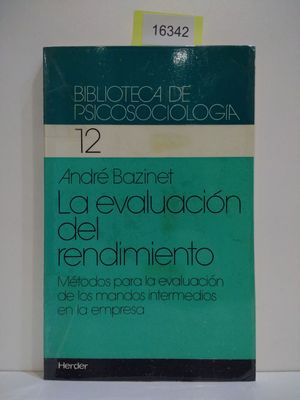 16342
BIBLIOTECA DE
PSICOSOCIOLOGÍA
12
André Bazinet
La evaluación
del
rendimiento
Métodos para la evaluación
de los mandos intermedios
en la empresa
Herder